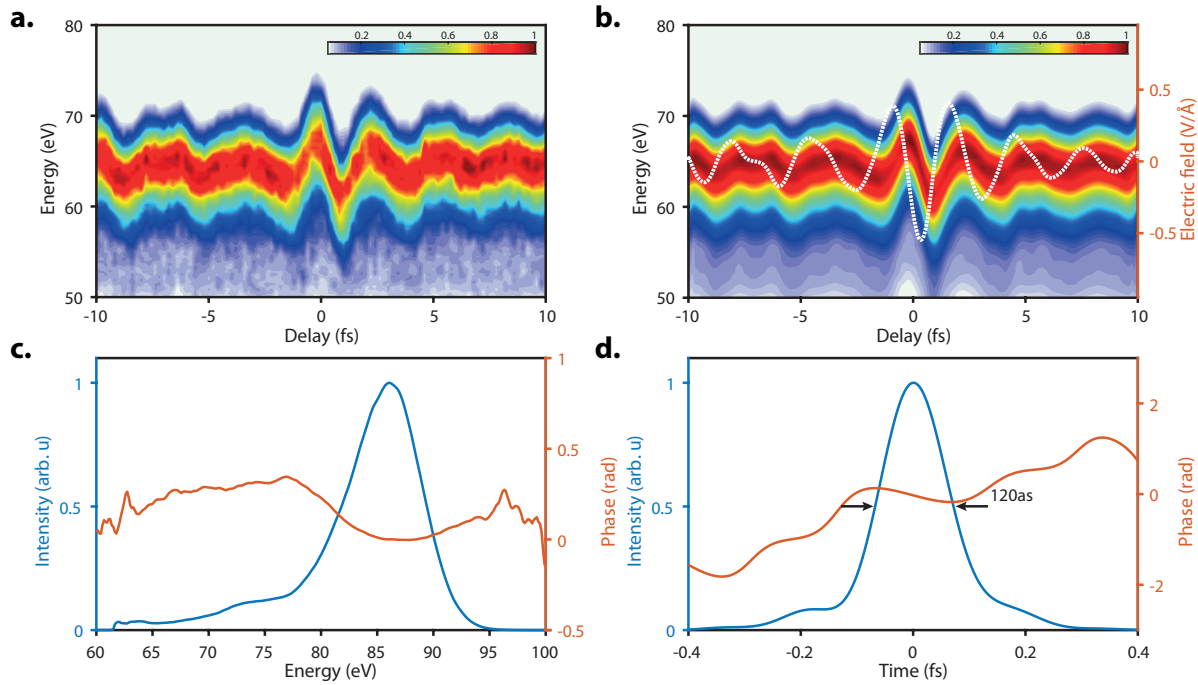 a.
80
70
60
50
Energy (eV)
0.2 0.4 0.6 0.8 1
-10 -5 0 5 10
Delay (fs)
b.
80
70
60
50
Energy (eV)
0.2 0.4 0.6 0.8 1
0.5
0
-0.5
Electric field (V/Å)
-10 -5 0 5 10
Delay (fs)
c.
1
0.5
0
Intensity (arb. u)
1
0.5
0
-0.5
Phase (rad)
60 65 70 75 80 85 90 95 100
Energy (eV)
d.
1
0.5
0
Intensity (arb. u)
120as
2
0
-2
Phase (rad)
-0.4 -0.2 0 0.2 0.4
Time (fs)